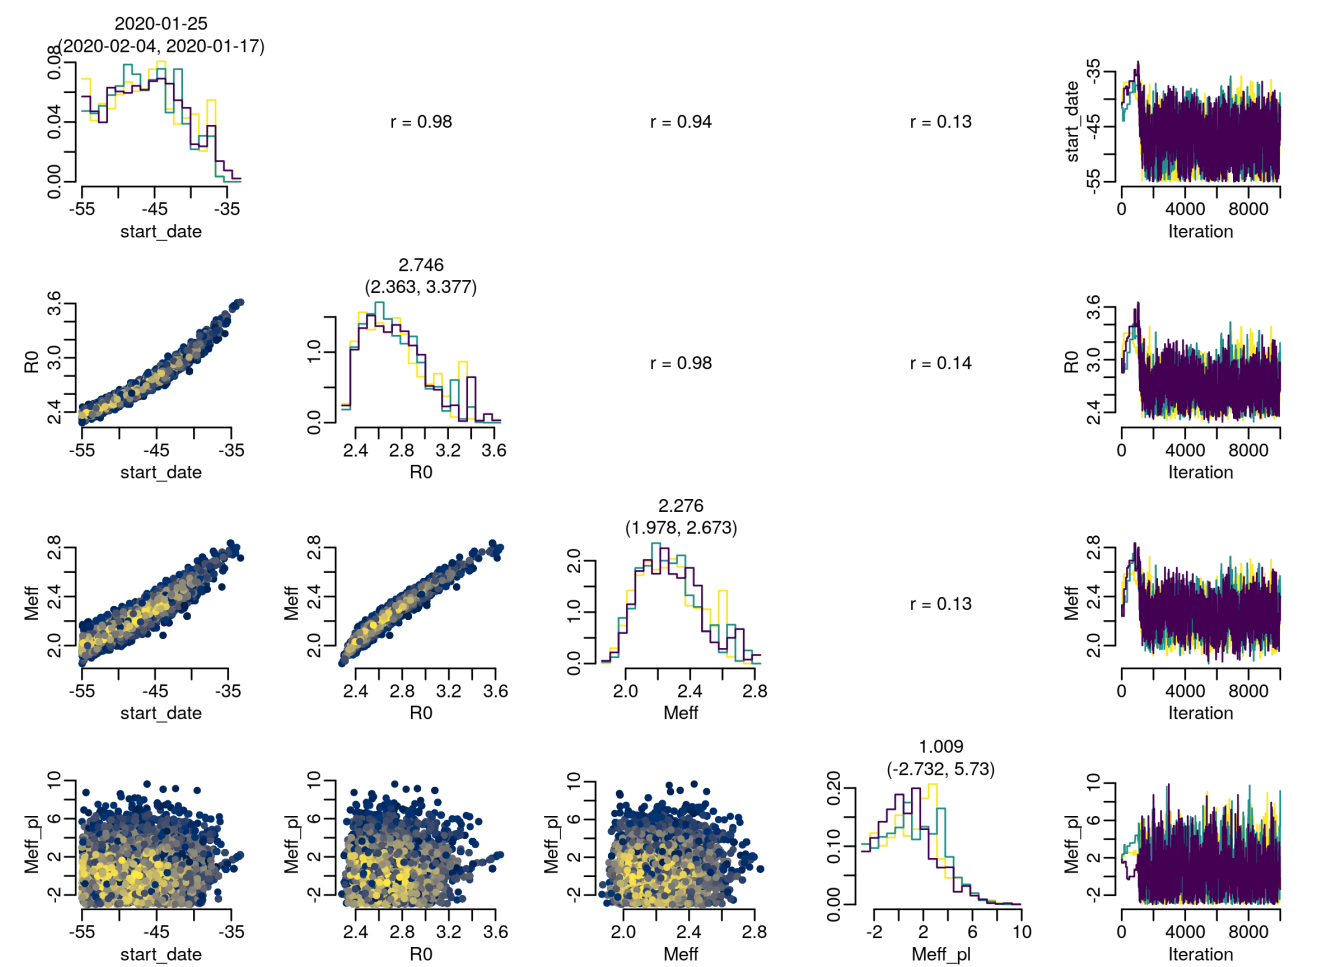 2020-01-25
(2020-02-04, 2020-01-17)
0.00 0.04 0.08
-55 -45 -35
start_date
r = 0.98
r = 0.94
r = 0.13
start_date
-55 -45 -35
0 4000 8000
Iteration
R0
2.4 3.0 3.6
-55 -45 -35
start_date
2.746
(2.363, 3.377)
0.0 1.0
2.4 2.8 3.2 3.6
R0
r = 0.98
r = 0.14
R0
2.4 3.0 3.6
0 4000 8000
Iteration
Meff
2.0 2.4 2.8
-55 -45 -35
start_date
Meff
2.0 2.4 2.8
2.4 2.8 3.2 3.6
R0
2.276
(1.978, 2.673)
0.0 1.0 2.0
2.0 2.4 2.8
Meff
r = 0.13
Meff
2.0 2.4 2.8
0 4000 8000
Iteration
Meff_pl
-2 2 6 10
-55 -45 -35
start_date
Meff_pl
-2 2 6 10
2.4 2.8 3.2 3.6
R0
Meff_pl
-2 2 6 10
2.0 2.4 2.8
Meff
1.009
(-2.732, 5.73)
0.00 0.10 0.20
-2 2 6 10
Meff_pl
Meff_pl
-2 2 6 10
0 4000 8000
Iteration